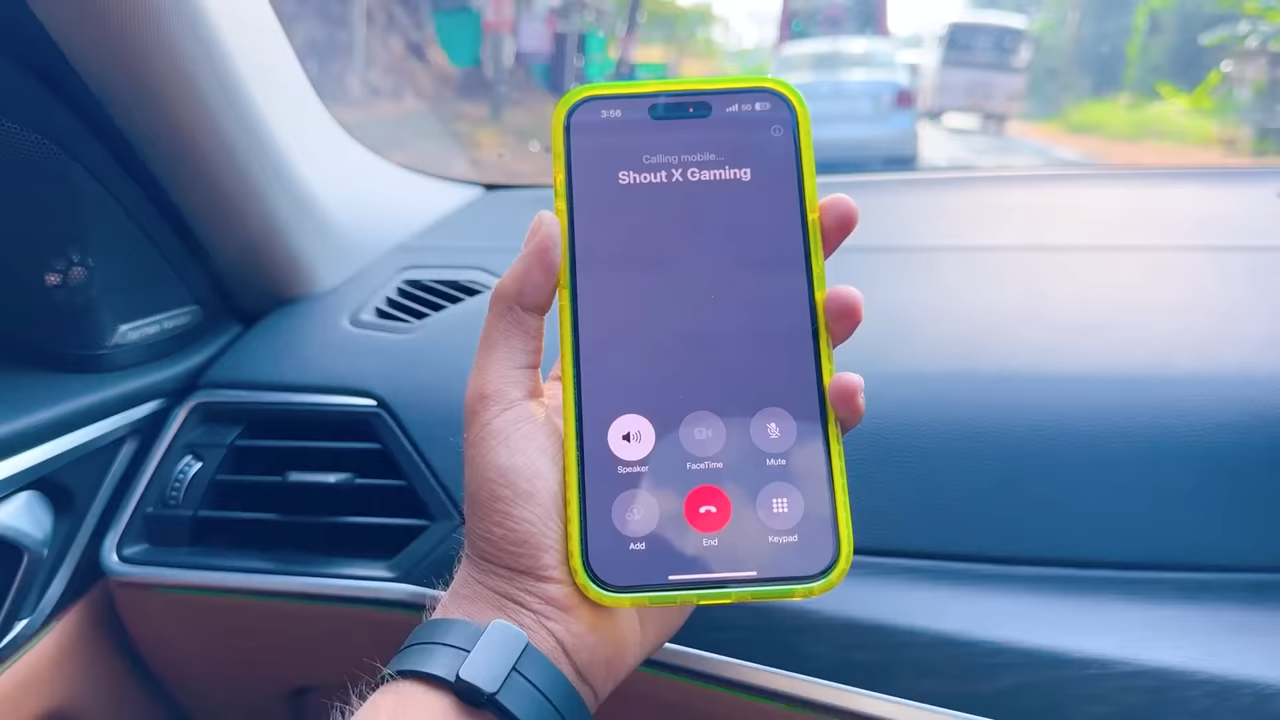 3:56
5G
Calling mobile...
Shout X Gaming
Speaker
FaceTime
Mute
Add
End
Keypad